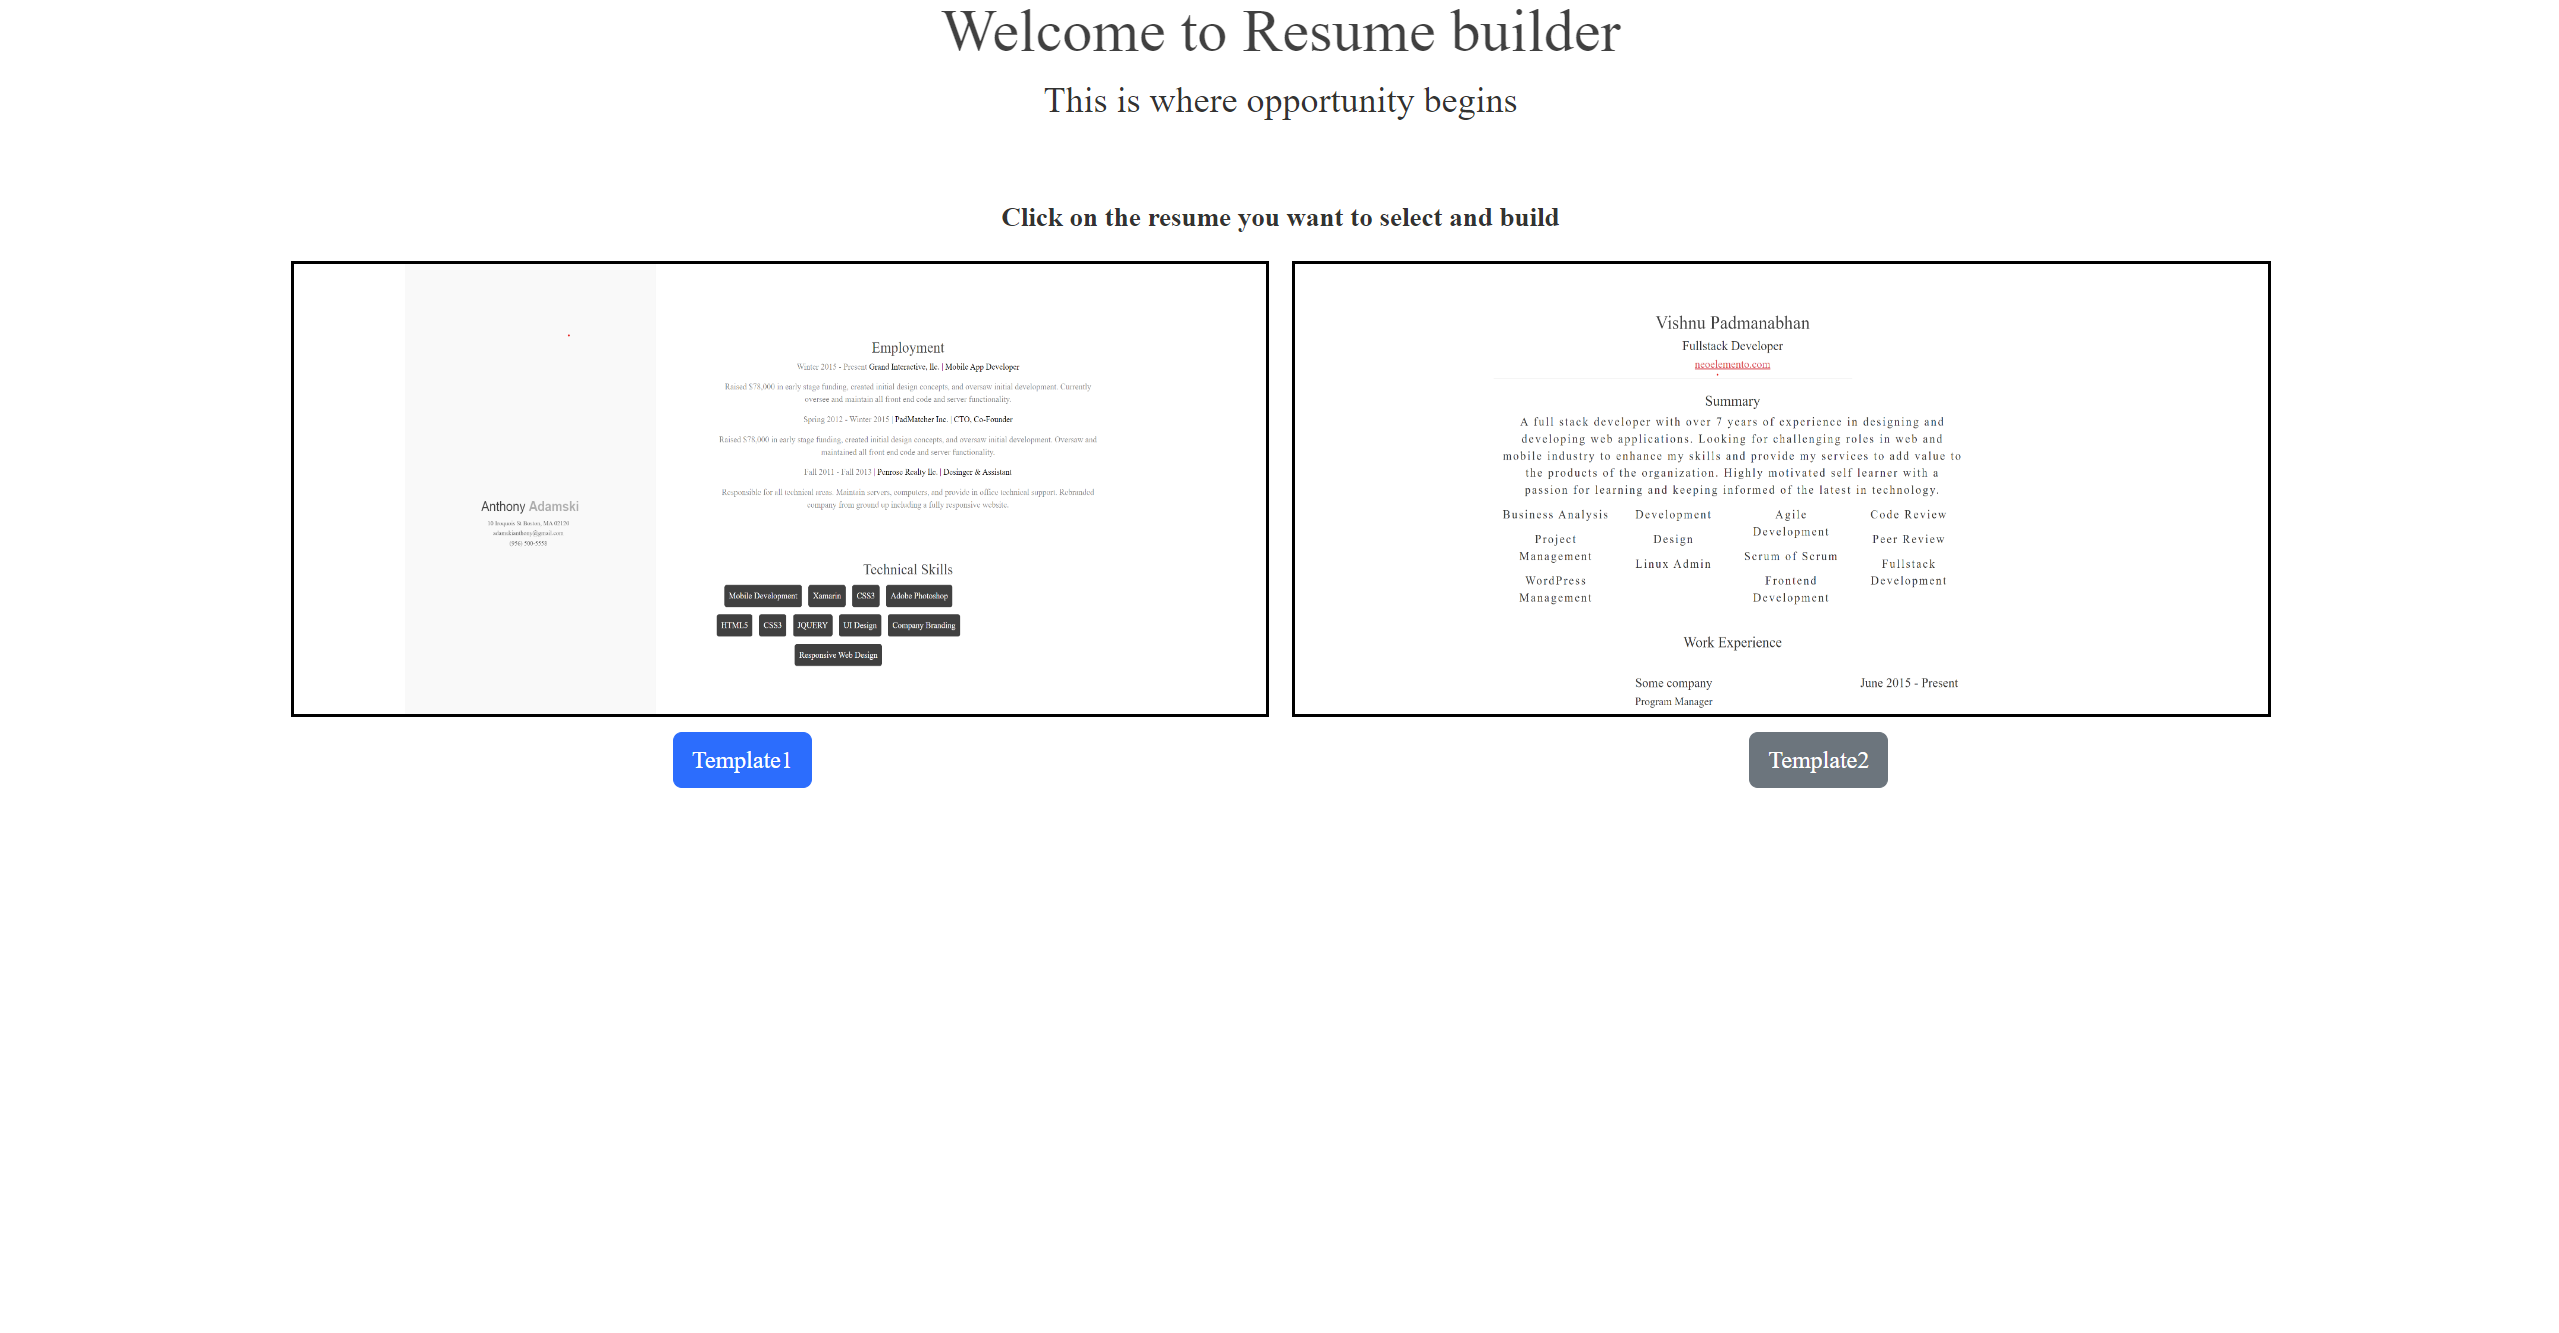 Welcome to Resume builder
This is where opportunity begins
Click on the resume you want to select and build
Anthony Adamski
adamskianthony@gmail.com
(956) 500-5553
Employment
Winter 2015 - Present Grand Interactive, llc. | Mobile App Developer
Raised $78,000 in early stage funding, created initial design concepts, and oversaw initial development. Currently
oversee and maintain all front end code and server functionality.
Spring 2012 - Winter 2015 | PadMatcher Inc. | CTO, Co-Founder
Raised $78,000 in early stage funding, created initial design concepts, and oversaw initial development. Oversaw and
maintained all front end code and server functionality.
Fall 2011 - Fall 2013 | Penrose Realty llc. | Desinger & Assistant
Responsible for all technical areas. Maintain servers, computers, and provide in office technical support. Rebranded
company from ground up including a fully responsive website.
Technical Skills
Mobile Development Xamarin CSS3 Adobe Photoshop
HTML5 CSS3 JQUERY UI Design Company Branding
Responsive Web Design
Template1
Vishnu Padmanabhan
Fullstack Developer
neoelemento.com
Summary
A full stack developer with over 7 years of experience in designing and
developing web applications. Looking for challenging roles in web and
mobile industry to enhance my skills and provide my services to add value to
the products of the organization. Highly motivated self learner with a
passion for learning and keeping informed of the latest in technology.
Business Analysis
Project
Management
WordPress
Management
Development
Design
Linux Admin
Agile
Development
Scrum of Scrum
Frontend
Development
Code Review
Peer Review
Fullstack
Development
Work Experience
Some company June 2015 - Present
Program Manager
Template2